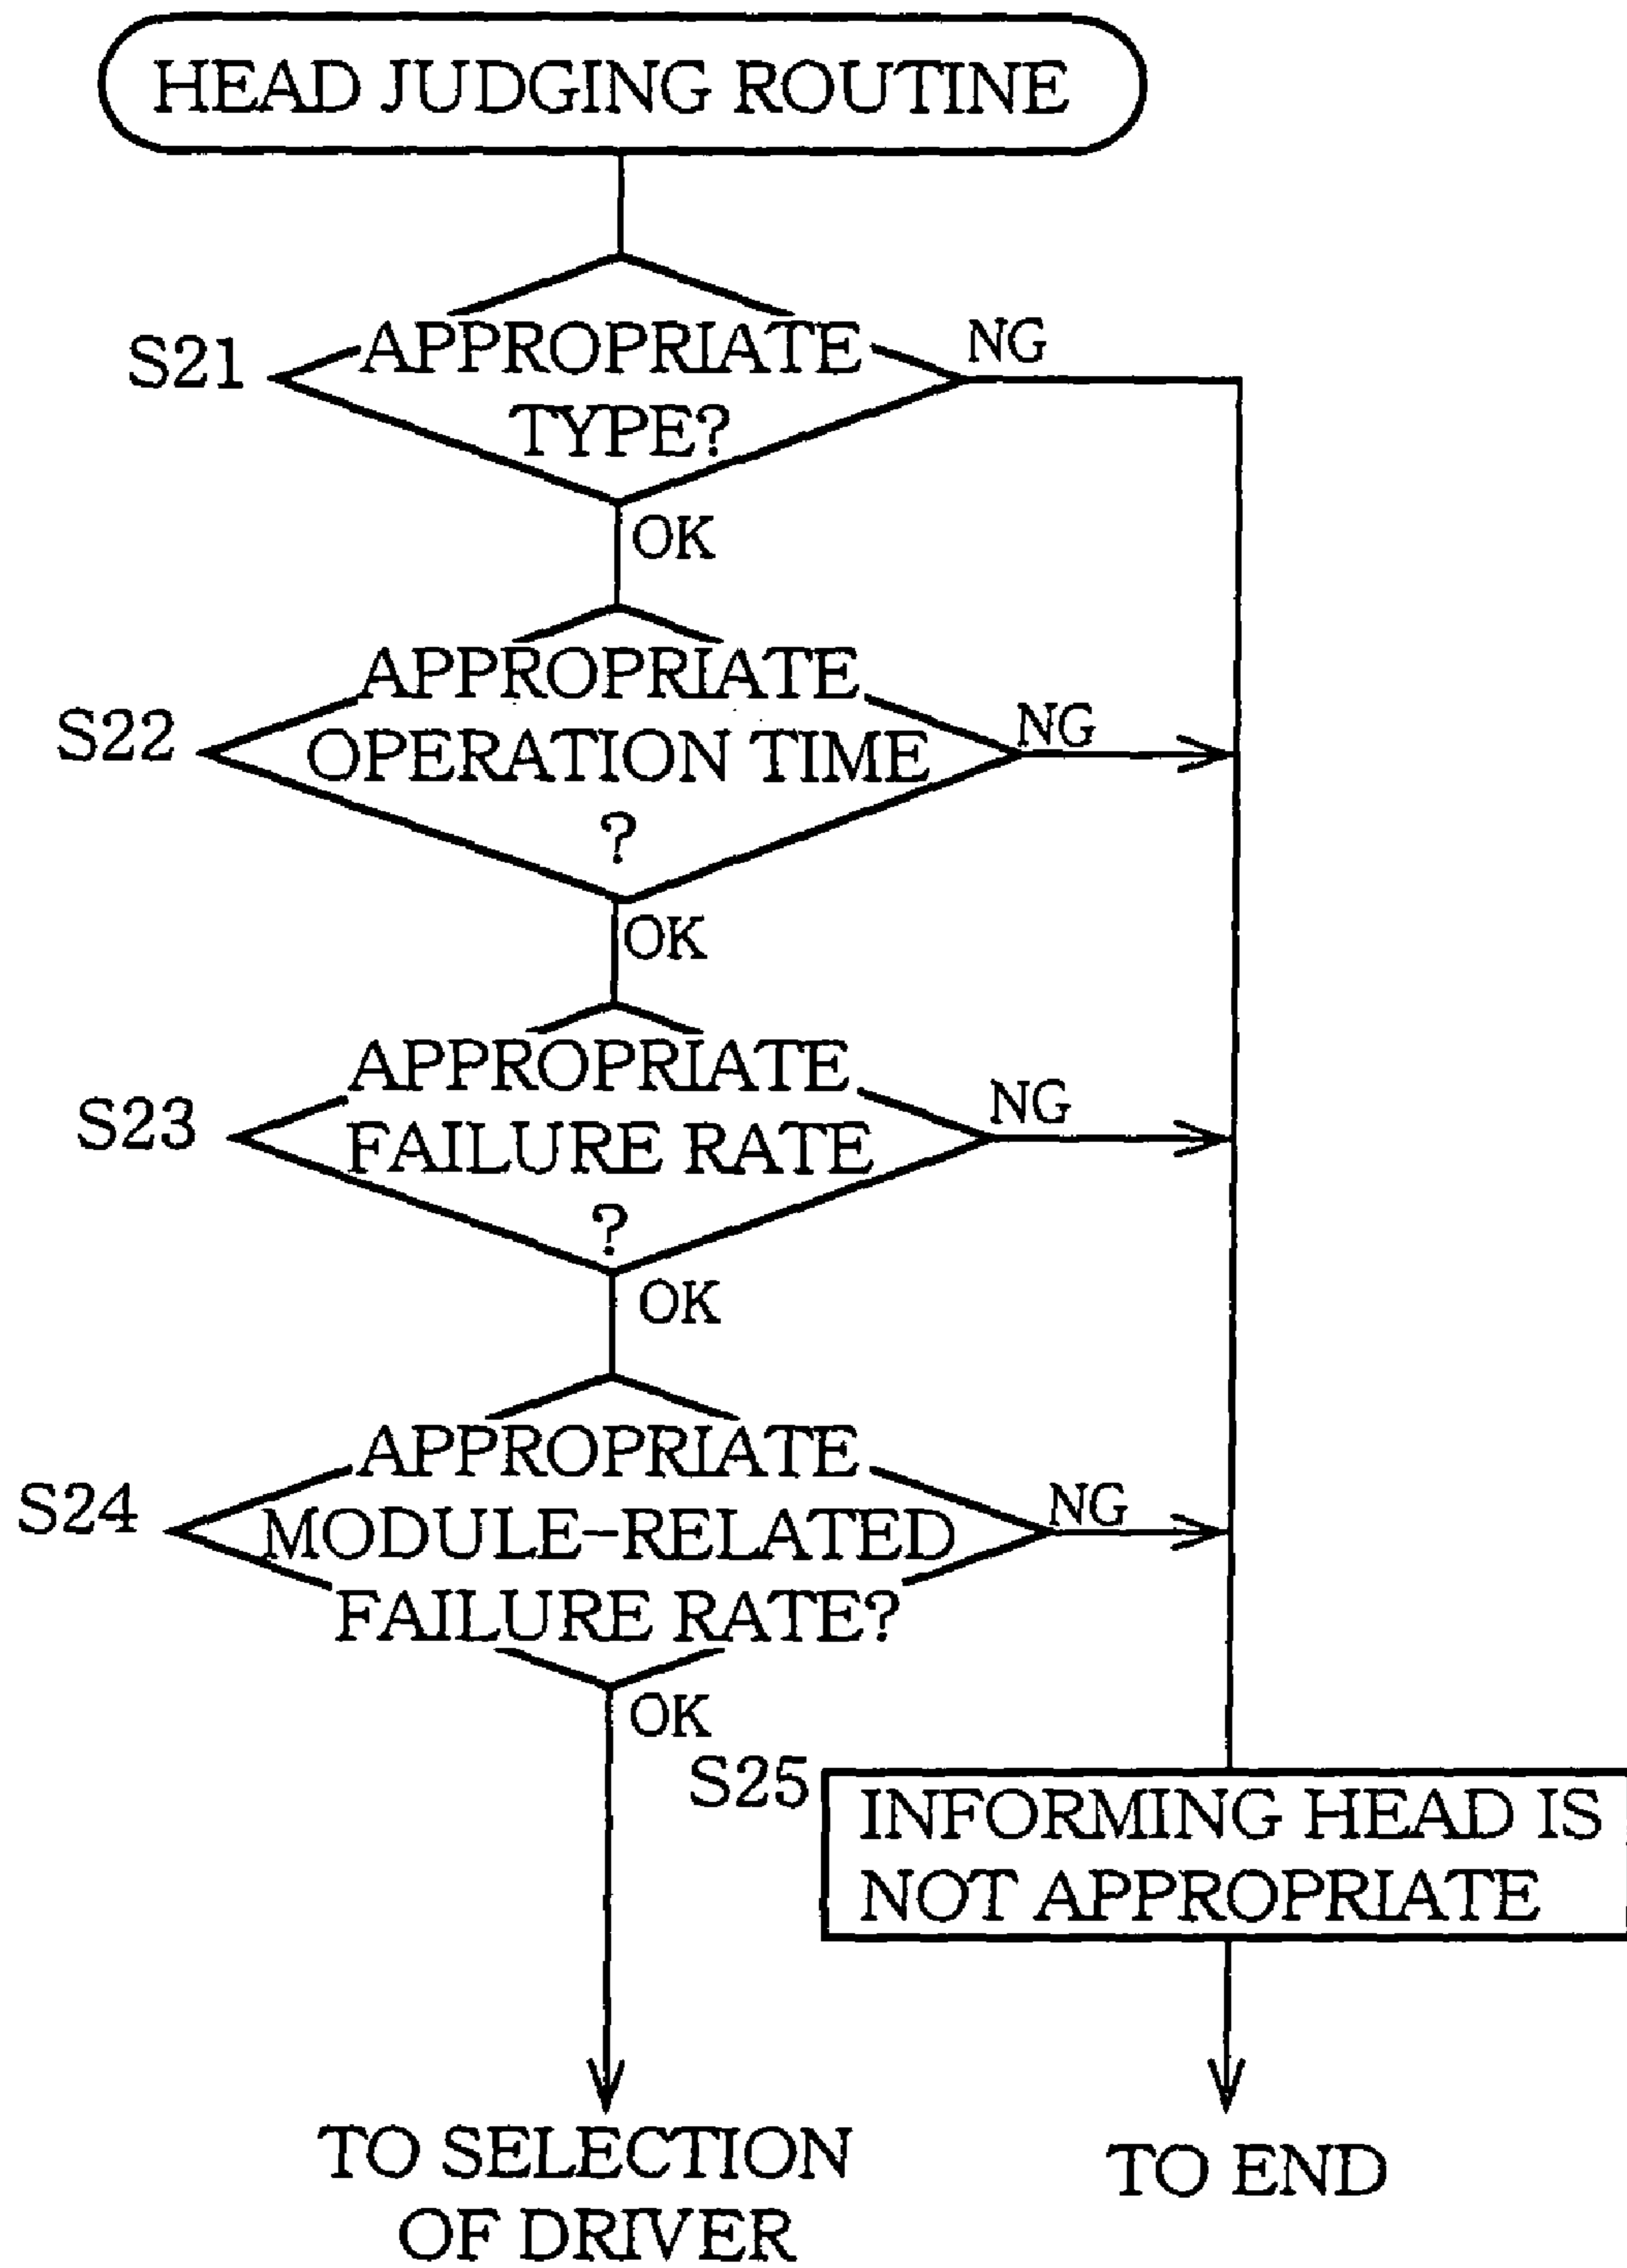 HEAD JUDGING ROUTINE
S21
APPROPRIATE
TYPE?
NG
OK
S22
APPROPRIATE
OPERATION TIME
?
NG
OK
S23
APPROPRIATE
FAILURE RATE
?
NG
OK
S24
APPROPRIATE
MODULE-RELATED
FAILURE RATE?
NG
OK
S25
INFORMING HEAD IS
NOT APPROPRIATE
TO SELECTION
OF DRIVER
TO END